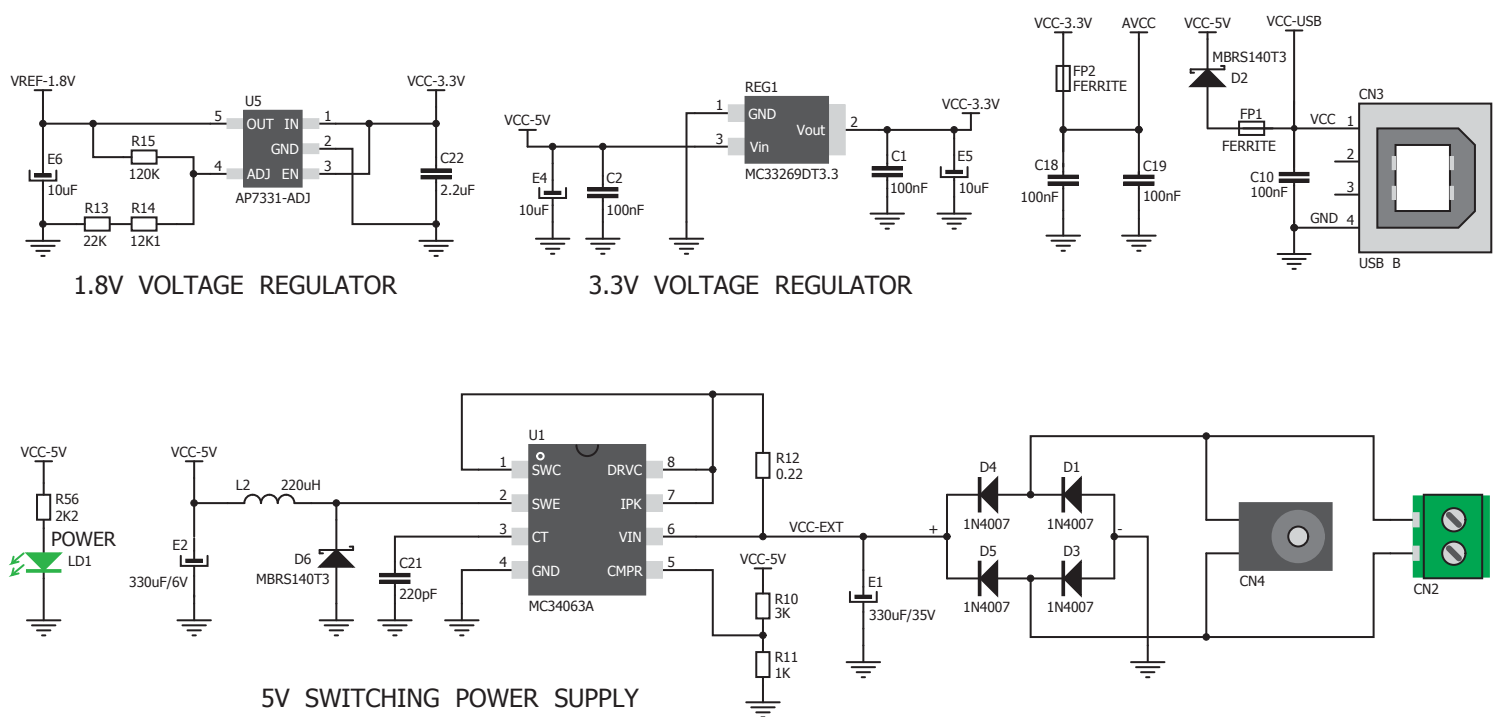 VREF-1.8V
VCC-3.3V
U5
5 OUT IN 1
GND 2
4 ADJ EN 3
AP7331-ADJ
R15
120K
E6
10uF
R13
22K
R14
12K1
C22
2.2uF
1.8V VOLTAGE REGULATOR
VCC-5V
REG1
1 GND
Vout 2
3 Vin
MC33269DT3.3
VCC-3.3V
E4
10uF
C2
100nF
C1
100nF
E5
10uF
3.3V VOLTAGE REGULATOR
VCC-3.3V
AVCC
FP2
FERRITE
C18
100nF
C19
100nF
VCC-5V
VCC-USB
MBRS140T3
D2
FP1
FERRITE
C10
100nF
CN3
VCC 1
2
3
GND 4
USB B
VCC-5V
R56
2K2
POWER
LD1
VCC-5V
L2 220uH
E2
330uF/6V
D6
MBRS140T3
C21
220pF
U1
1 SWC DRVC 8
2 SWE IPK 7
3 CT VIN 6
4 GND CMPR 5
MC34063A
R12
0.22
VCC-EXT
VCC-5V
R10
3K
R11
1K
E1
330uF/35V
+
-
D4
1N4007
D1
1N4007
D5
1N4007
D3
1N4007
CN4
CN2
5V SWITCHING POWER SUPPLY